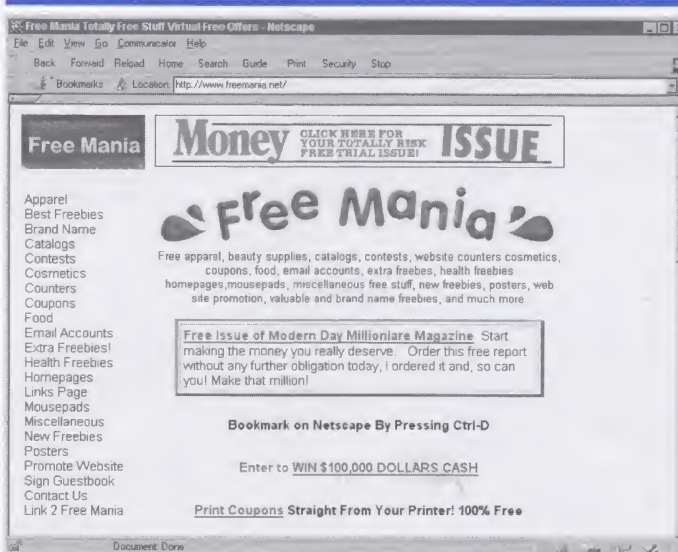 Free Mania Totally Free Stuff Virtual Free Offers - Netscape
File Edit View Go Communicator Help
Back Forward Reload Home Search Guide Print Security Stop
Bookmarks Location: http://www.freemania.net/
Free Mania
Money CLICK HERE FOR YOUR TOTALLY RISK FREE TRIAL ISSUE! ISSUE
Free Mania
Apparel
Best Freebies
Brand Name
Catalogs
Contests
Cosmetics
Counters
Coupons
Food
Email Accounts
Extra Freebies!
Health Freebies
Homepages
Links Page
Mousepads
Miscellaneous
New Freebies
Posters
Promote Website
Sign Guestbook
Contact Us
Link 2 Free Mania
Free apparel, beauty supplies, catalogs, contests, website counters cosmetics,
coupons, food, email accounts, extra freebes, health freebies
homepages,mousepads, miscellaneous free stuff, new freebies, posters, web
site promotion, valuable and brand name freebies, and much more
Free Issue of Modern Day Millioniare Magazine Start
making the money you really deserve. Order this free report
without any further obligation today, I ordered it and, so can
you! Make that million!
Bookmark on Netscape By Pressing Ctrl-D
Enter to WIN $100,000 DOLLARS CASH
Print Coupons Straight From Your Printer! 100% Free
Document: Done